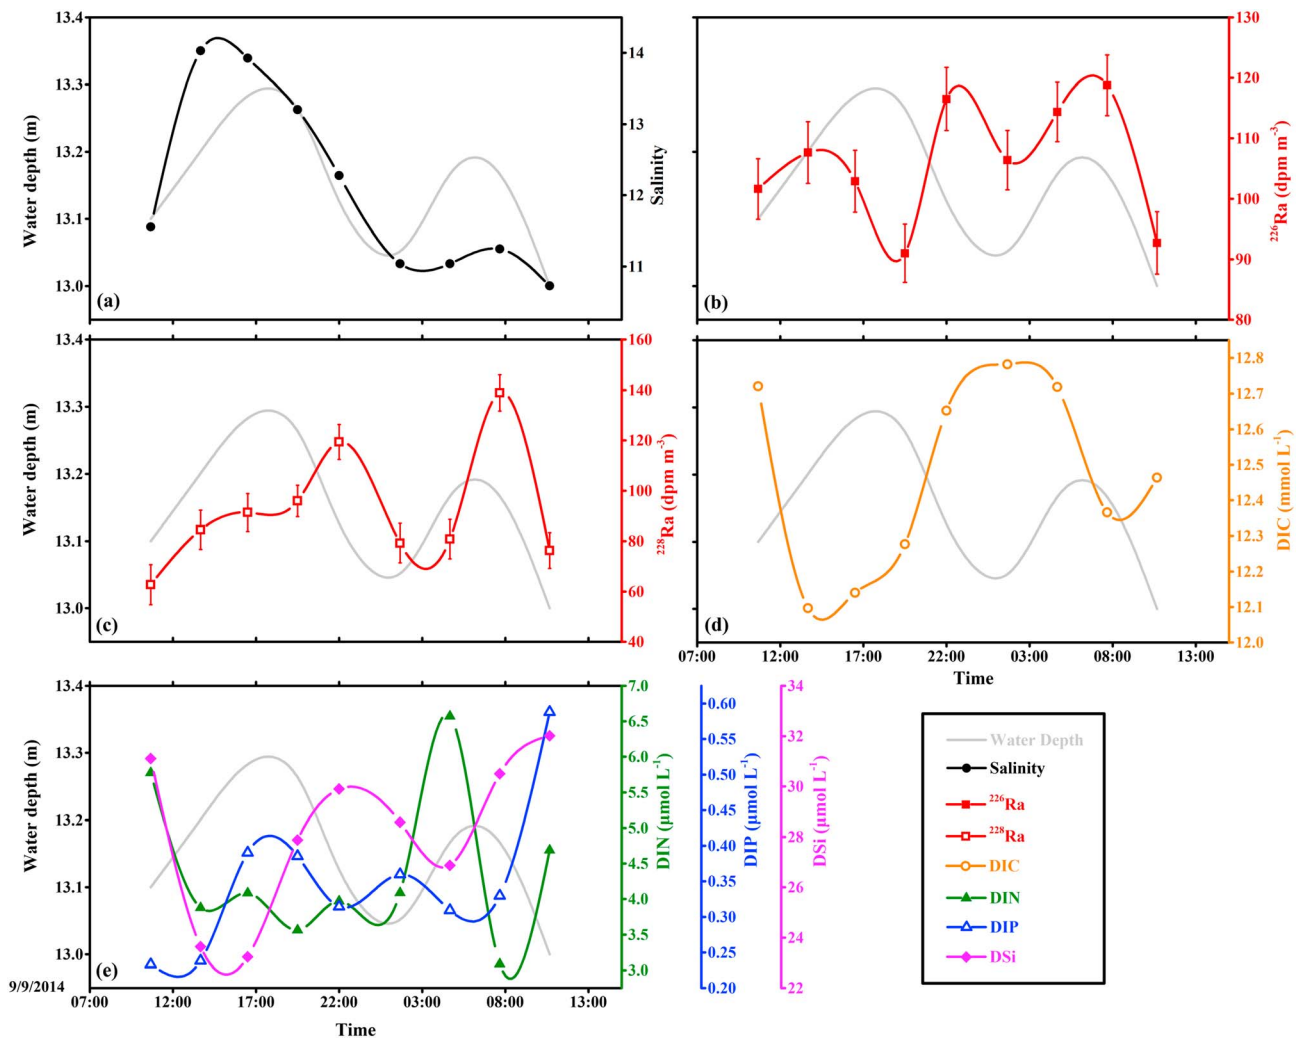 13.4
13.3
13.2
13.1
13.0
Water depth (m)
14
13
12
11
Salinity
(a)
130
120
110
100
90
80
²²⁶Ra (dpm m⁻³)
(b)
13.4
13.3
13.2
13.1
13.0
Water depth (m)
160
140
120
100
80
60
40
²²⁸Ra (dpm m⁻³)
(c)
12.8
12.7
12.6
12.5
12.4
12.3
12.2
12.1
12.0
DIC (mmol L⁻¹)
(d)
07:00 12:00 17:00 22:00 03:00 08:00 13:00
Time
13.4
13.3
13.2
13.1
13.0
Water depth (m)
7.0
6.5
6.0
5.5
5.0
4.5
4.0
3.5
3.0
DIN (μmol L⁻¹)
0.60
0.55
0.50
0.45
0.40
0.35
0.30
0.25
0.20
DIP (μmol L⁻¹)
34
32
30
28
26
24
22
DSi (μmol L⁻¹)
(e)
9/9/2014
07:00 12:00 17:00 22:00 03:00 08:00 13:00
Time
Water Depth
Salinity
²²⁶Ra
²²⁸Ra
DIC
DIN
DIP
DSi